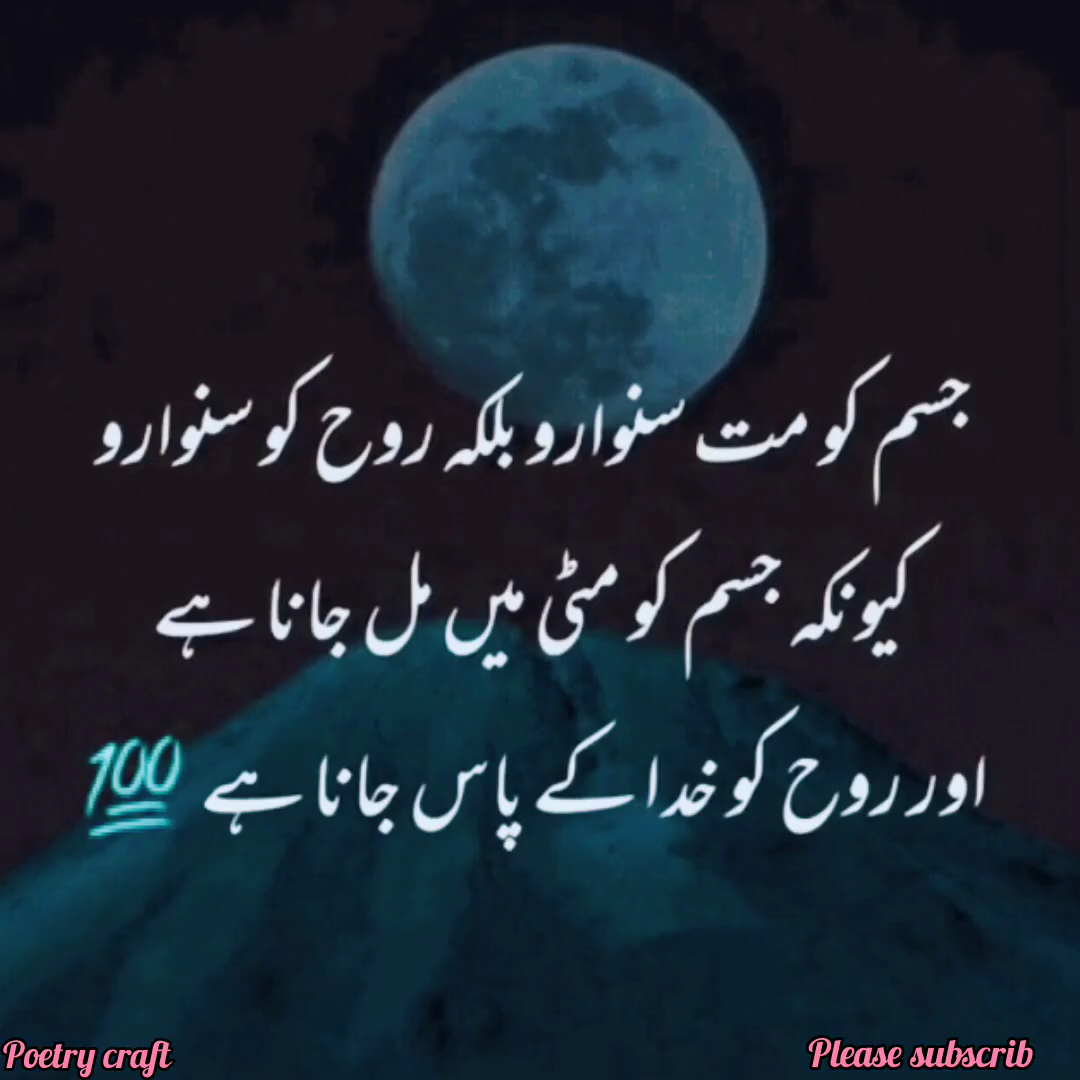 جسم کو مت سنوارو بلکہ روح کو سنوارو
کیونکہ جسم کو مٹی میں مل جانا ہے
اور روح کو خدا کے پاس جانا ہے 💯
Poetry craft
Please subscrib